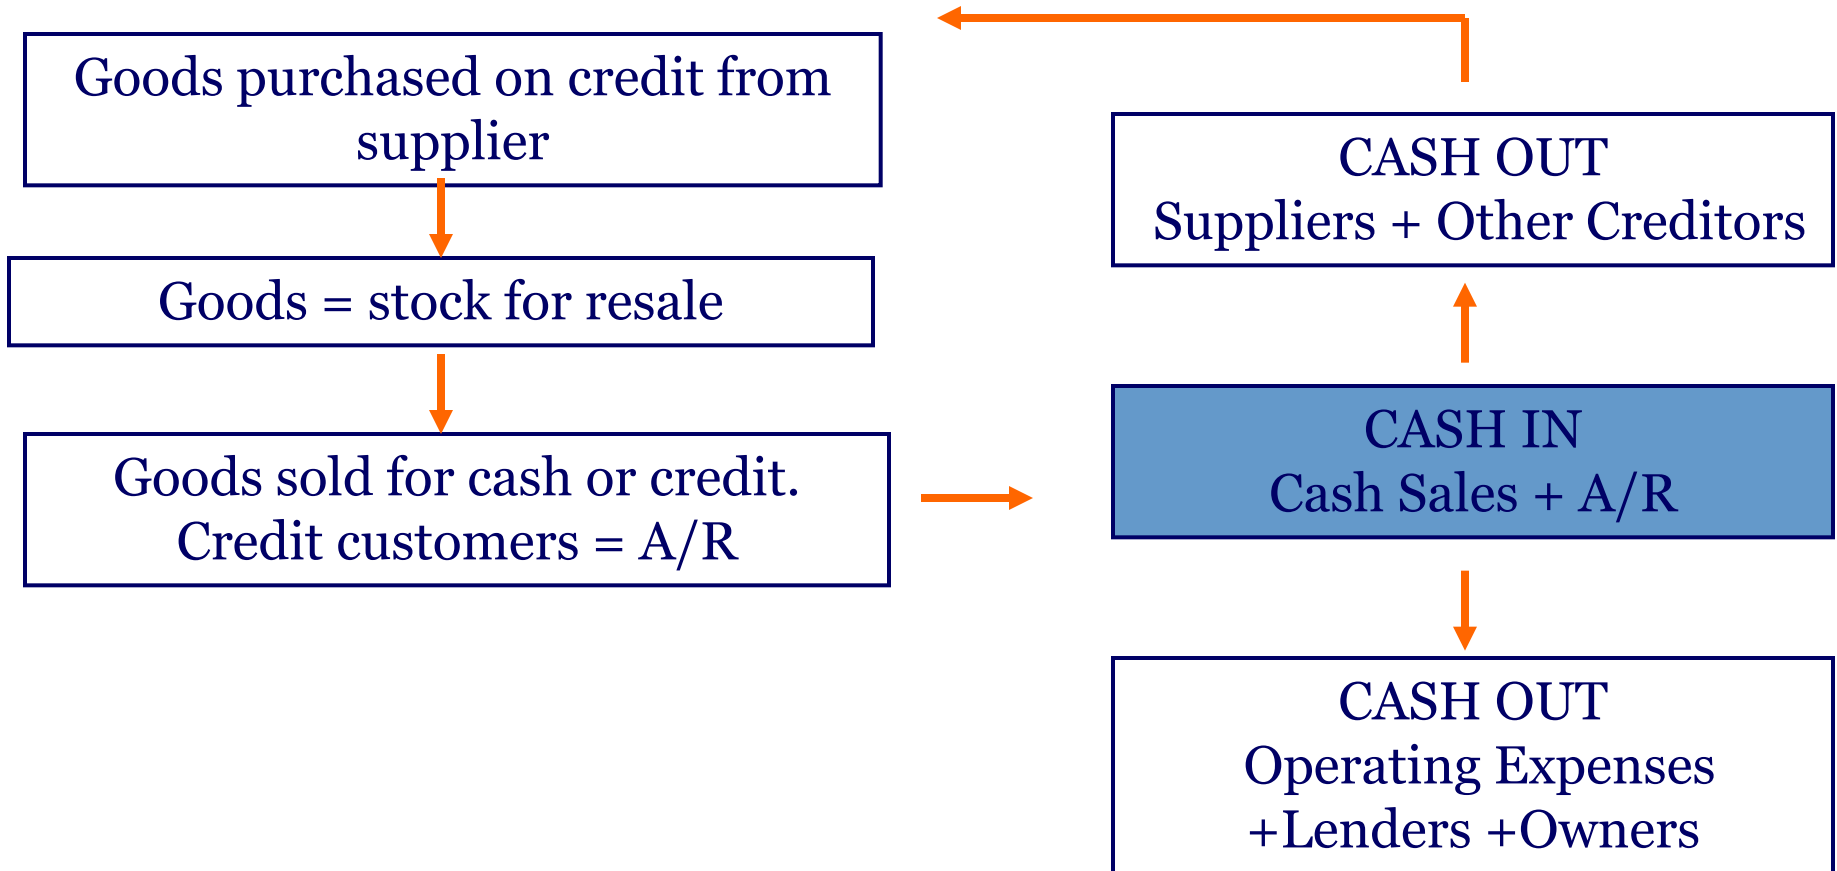 Goods purchased on credit from
supplier
Goods = stock for resale
Goods sold for cash or credit.
Credit customers = A/R
CASH OUT
Suppliers + Other Creditors
CASH IN
Cash Sales + A/R
CASH OUT
Operating Expenses
+Lenders +Owners